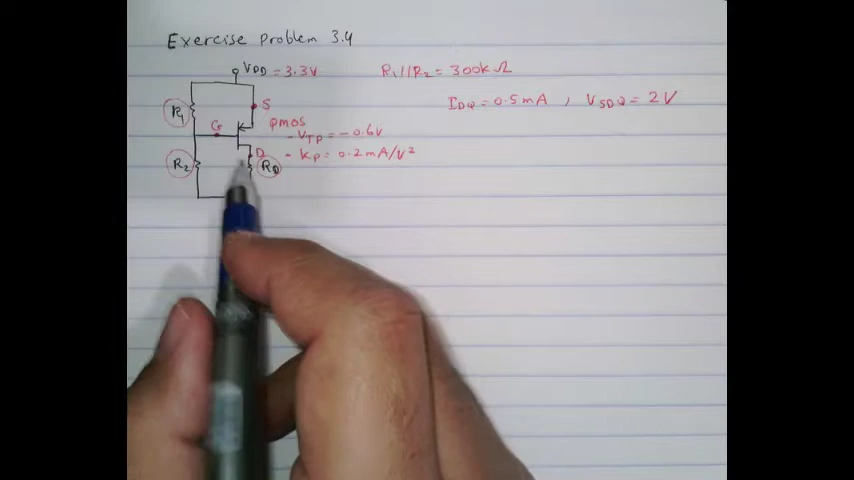 Exercise Problem 3.4
VDD = 3.3V
R1//R2 = 300kΩ
IDQ = 0.5mA , VSDQ = 2V
S
R1
G
pmos
- VTP = -0.6V
D
- KP = 0.2mA/V²
R2
RD